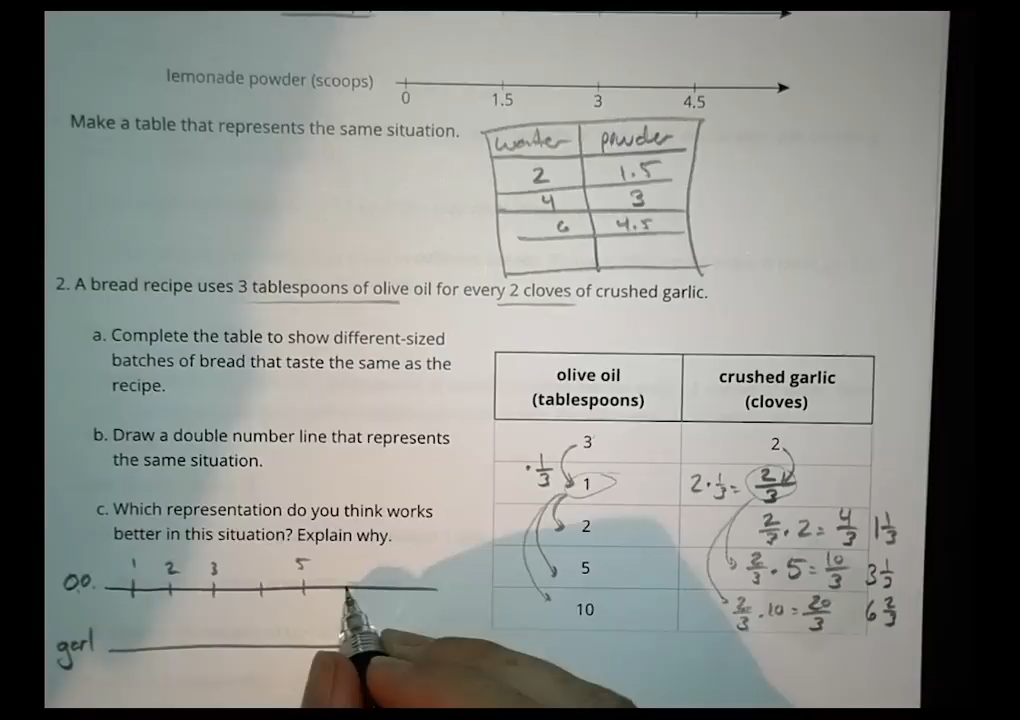 lemonade powder (scoops)
0 1.5 3 4.5
Make a table that represents the same situation.
water powder
2 1.5
4 3
6 4.5
2. A bread recipe uses 3 tablespoons of olive oil for every 2 cloves of crushed garlic.
a. Complete the table to show different-sized
batches of bread that taste the same as the
recipe.
b. Draw a double number line that represents
the same situation.
c. Which representation do you think works
better in this situation? Explain why.
olive oil
(tablespoons)
crushed garlic
(cloves)
3 2
· 1/3 1 2 · 1/3 = 2/3
2 2/3 · 2 = 4/3 1 1/3
5 2/3 · 5 = 10/3 3 1/3
10 2/3 · 10 = 20/3 6 2/3
1 2 3 5
O.O.
garl